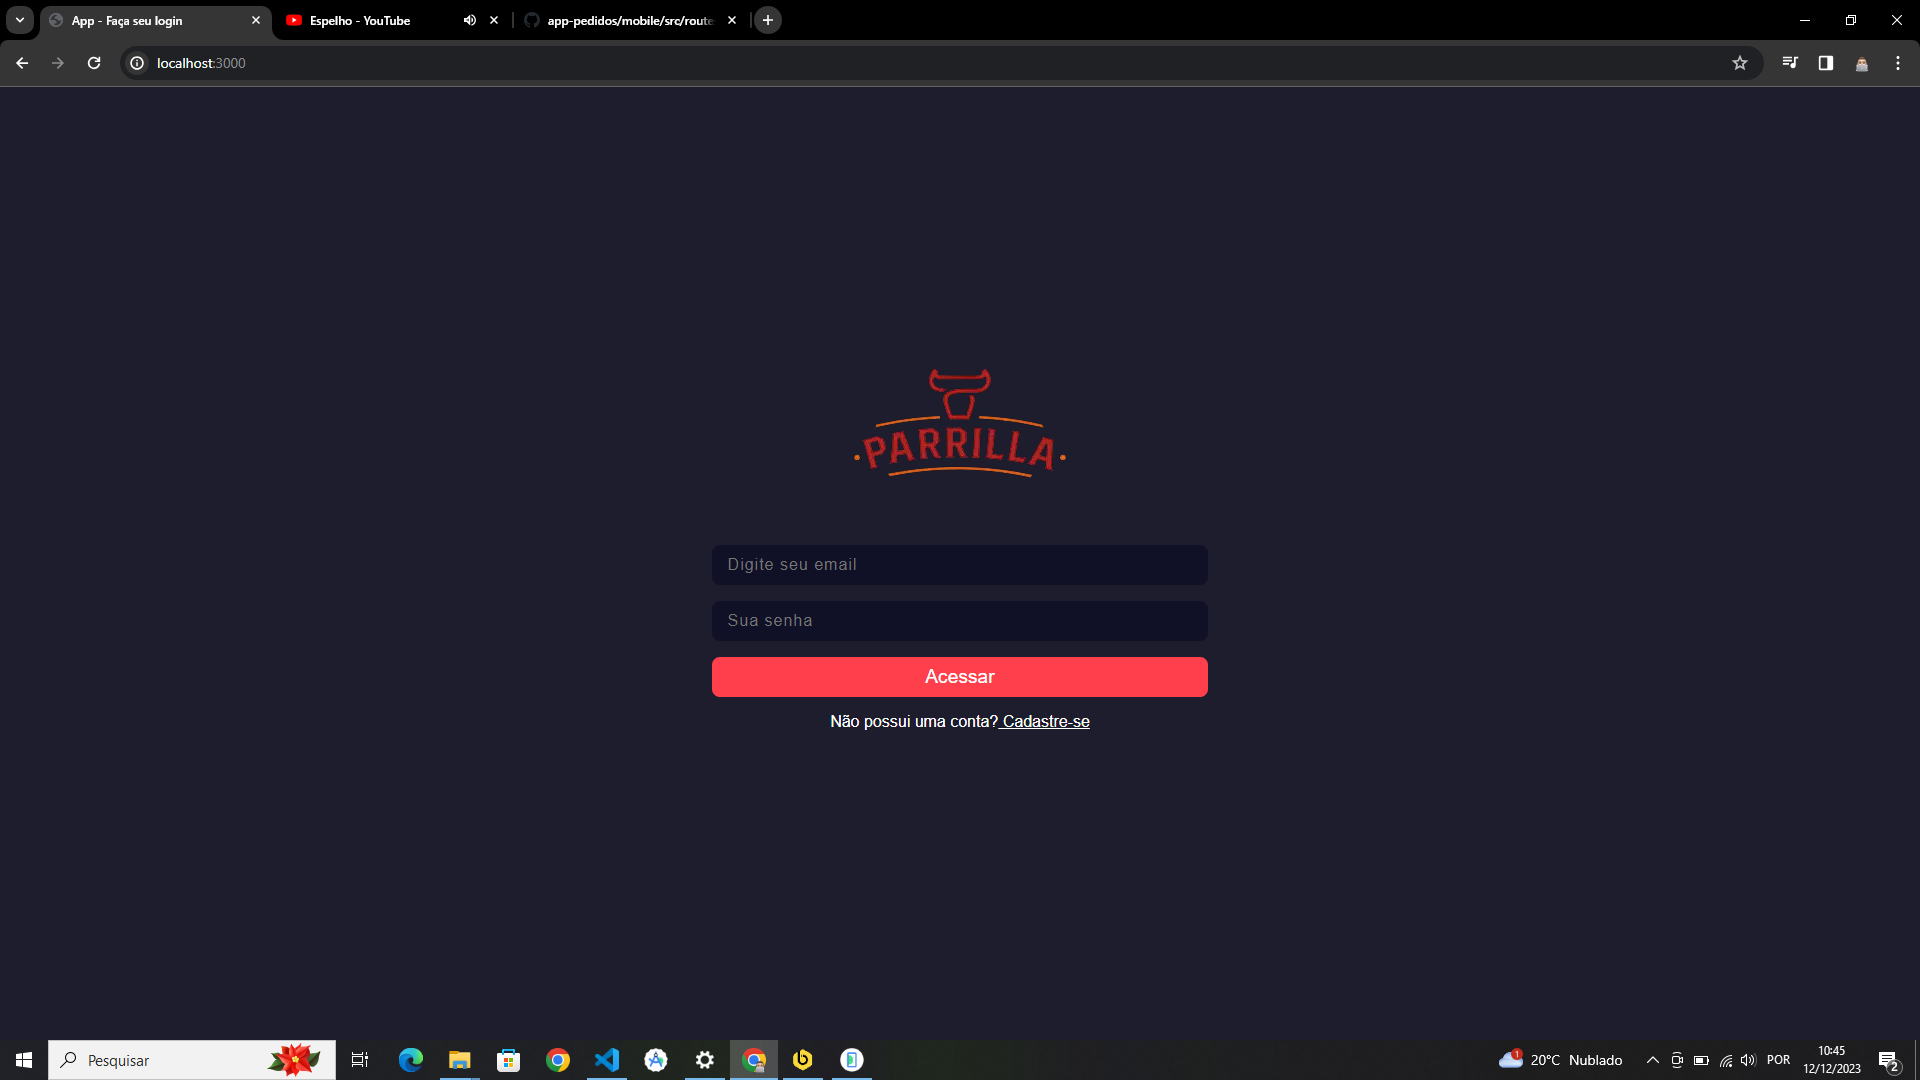 App - Faça seu login
Espelho - YouTube
app-pedidos/mobile/src/route
localhost:3000
PARRILLA
Digite seu email
Sua senha
Acessar
Não possui uma conta? Cadastre-se
Pesquisar
1
20°C Nublado
POR
10:45
12/12/2023
2